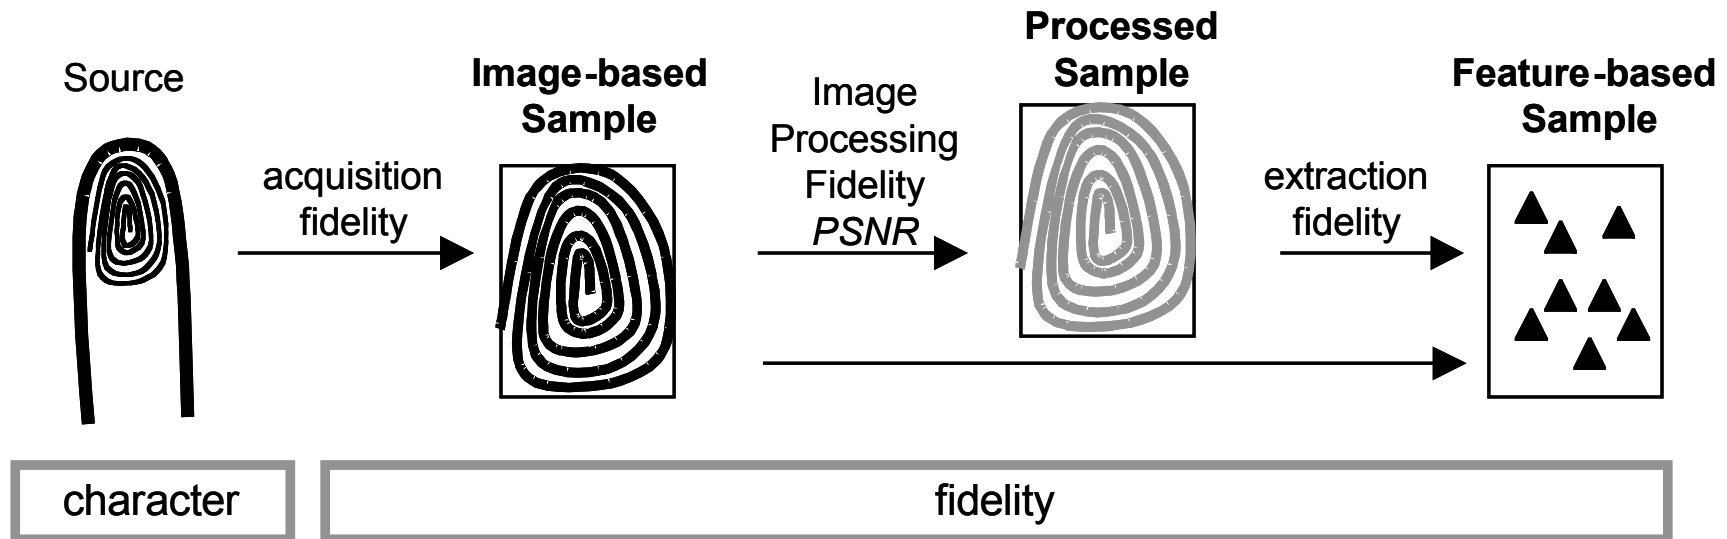 Source
acquisition
fidelity
Image-based
Sample
Image
Processing
Fidelity
PSNR
Processed
Sample
extraction
fidelity
Feature-based
Sample
character
fidelity